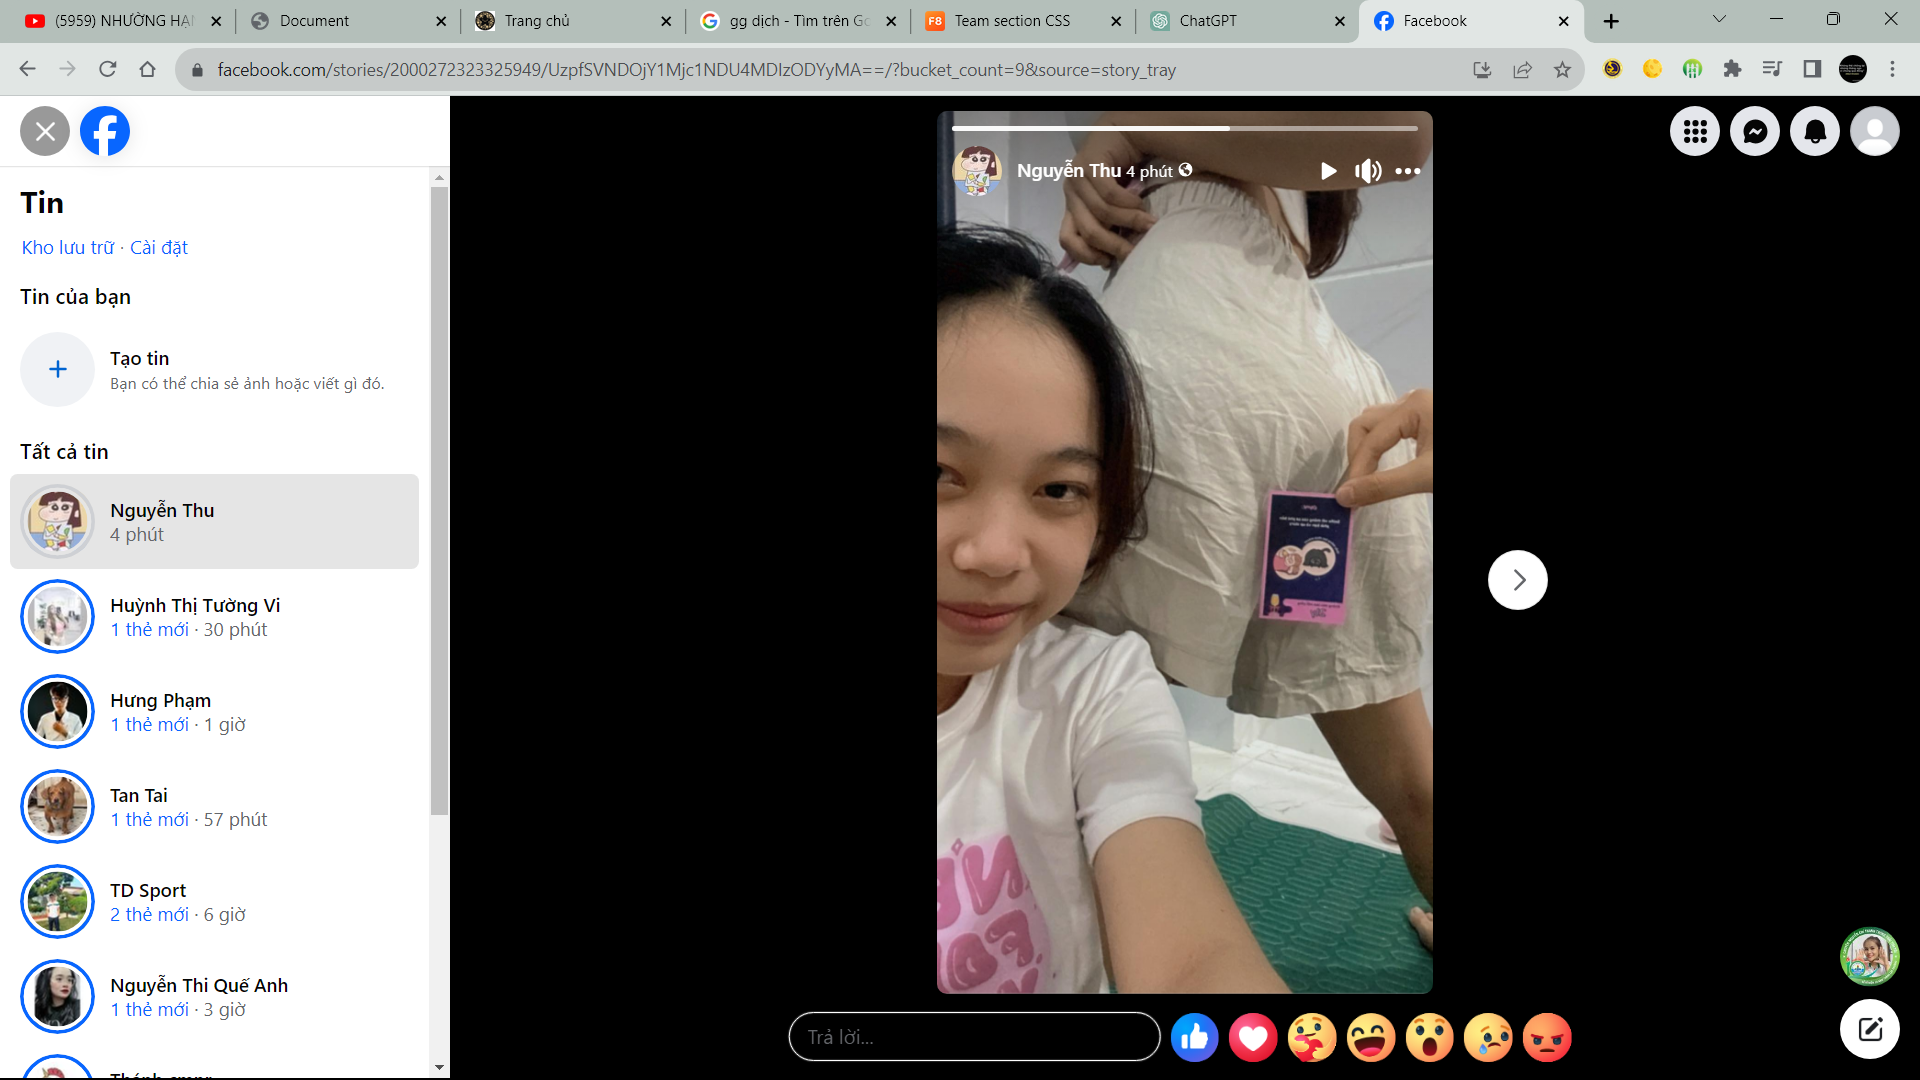 (5959) NHƯỜNG HẠ
Document
Trang chủ
gg dịch - Tìm trên Go
Team section CSS
ChatGPT
Facebook
facebook.com/stories/2000272323325949/UzpfSVNDOjY1Mjc1NDU4MDIzODYyMA==/?bucket_count=9&source=story_tray
Tin
Kho lưu trữ · Cài đặt
Tin của bạn
Tạo tin
Bạn có thể chia sẻ ảnh hoặc viết gì đó.
Tất cả tin
Nguyễn Thu
4 phút
Huỳnh Thị Tường Vi
1 thẻ mới · 30 phút
Hưng Phạm
1 thẻ mới · 1 giờ
Tan Tai
1 thẻ mới · 57 phút
TD Sport
2 thẻ mới · 6 giờ
Nguyễn Thi Quế Anh
1 thẻ mới · 3 giờ
Nguyễn Thu 4 phút
Trả lời...